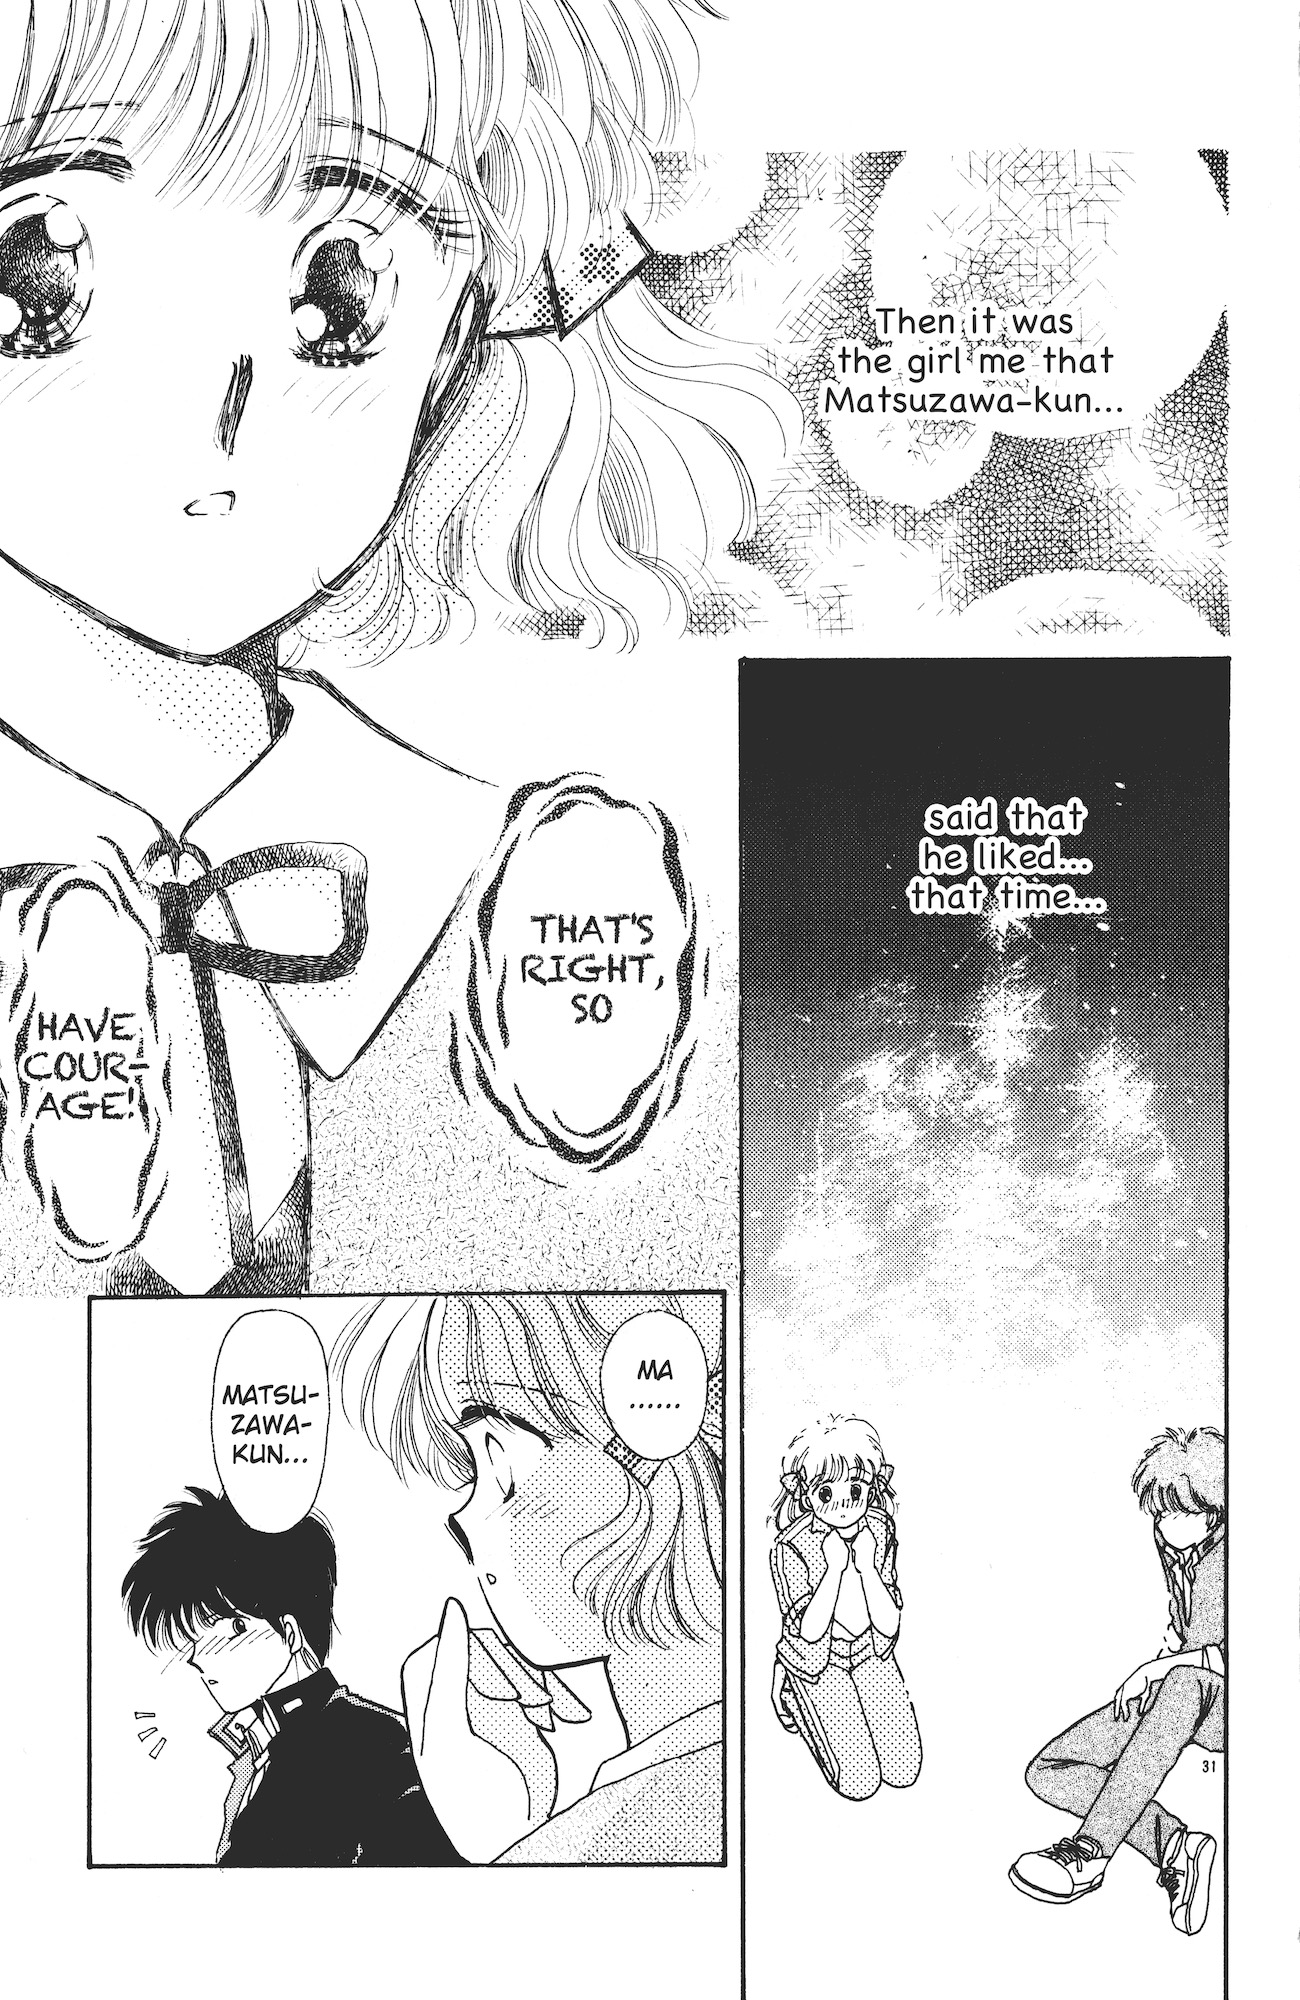 Then it was
the girl me that
Matsuzawa-kun...
said that
he liked...
that time...
THAT'S
RIGHT,
SO
HAVE
COUR-
AGE!
MA
......
MATSU-
ZAWA-
KUN...
31